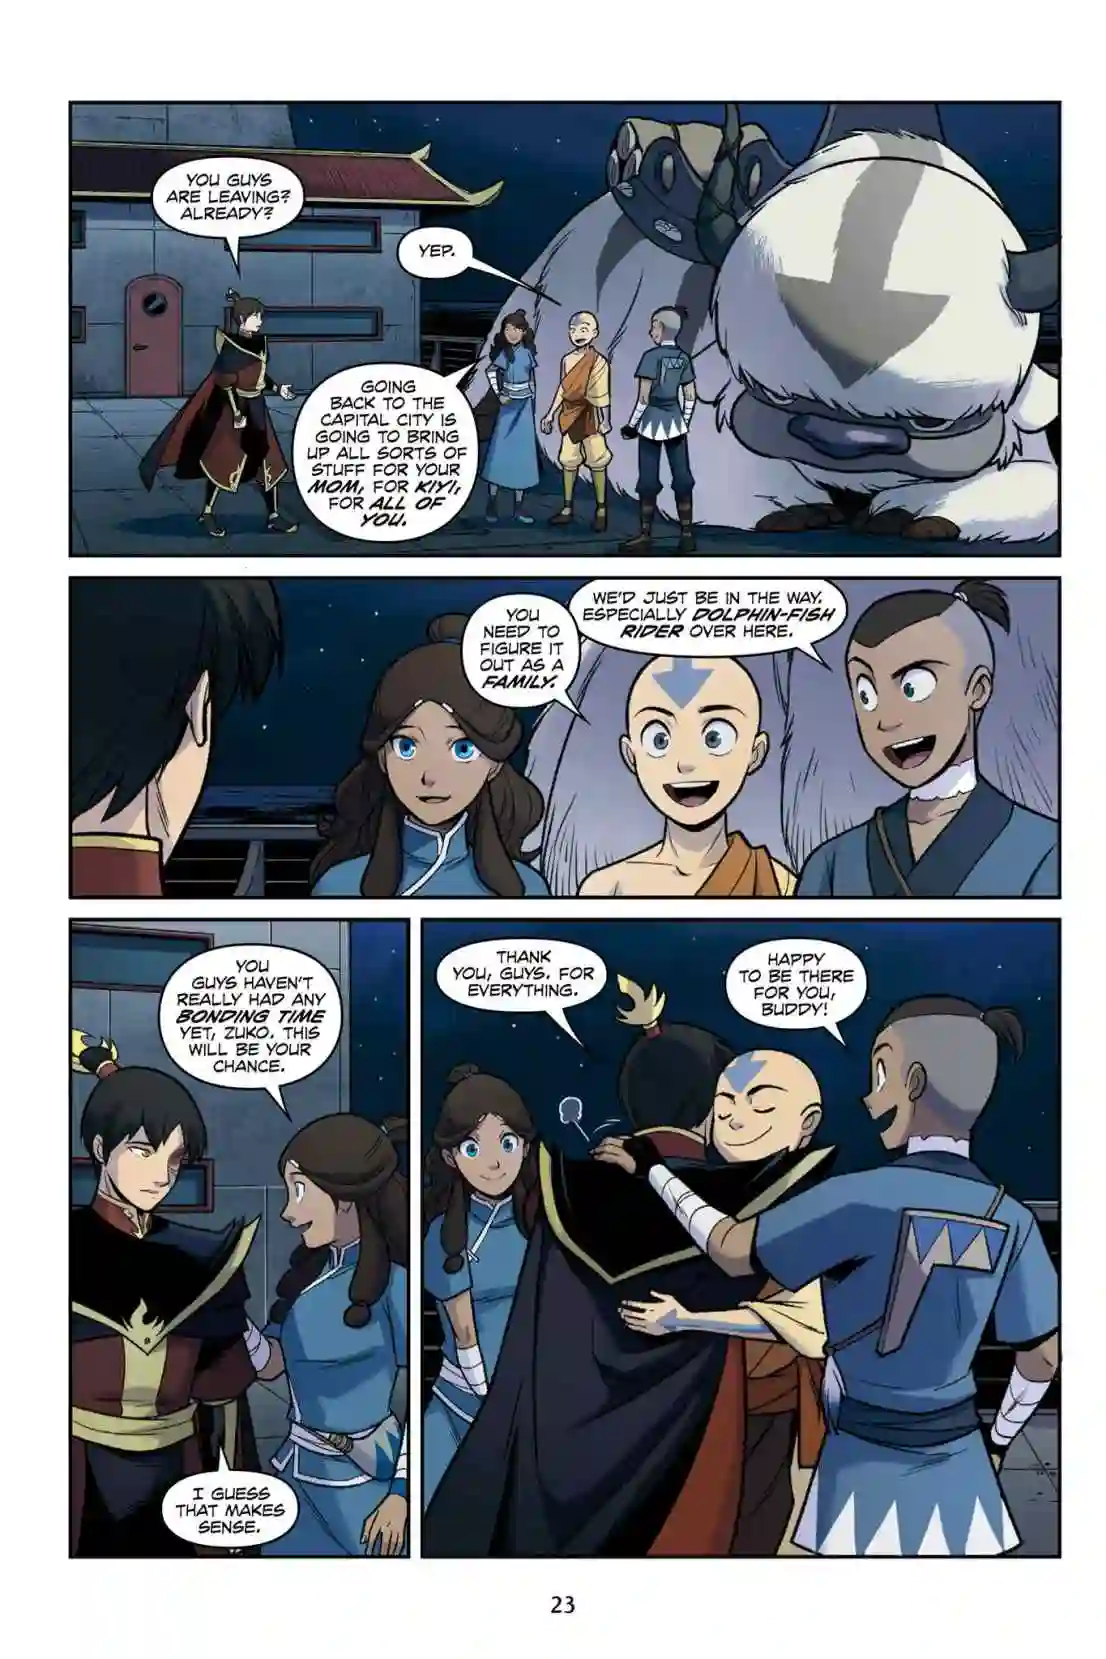 YOU GUYS
ARE LEAVING?
ALREADY?
YEP.
GOING
BACK TO THE
CAPITAL CITY IS
GOING TO BRING
UP ALL SORTS OF
STUFF FOR YOUR
MOM, FOR KIYI,
FOR ALL OF
YOU.
YOU
NEED TO
FIGURE IT
OUT AS A
FAMILY.
WE'D JUST BE IN THE WAY.
ESPECIALLY DOLPHIN-FISH
RIDER OVER HERE.
YOU
GUYS HAVEN'T
REALLY HAD ANY
BONDING TIME
YET, ZUKO. THIS
WILL BE YOUR
CHANCE.
I GUESS
THAT MAKES
SENSE.
THANK
YOU, GUYS. FOR
EVERYTHING.
HAPPY
TO BE THERE
FOR YOU,
BUDDY!
23